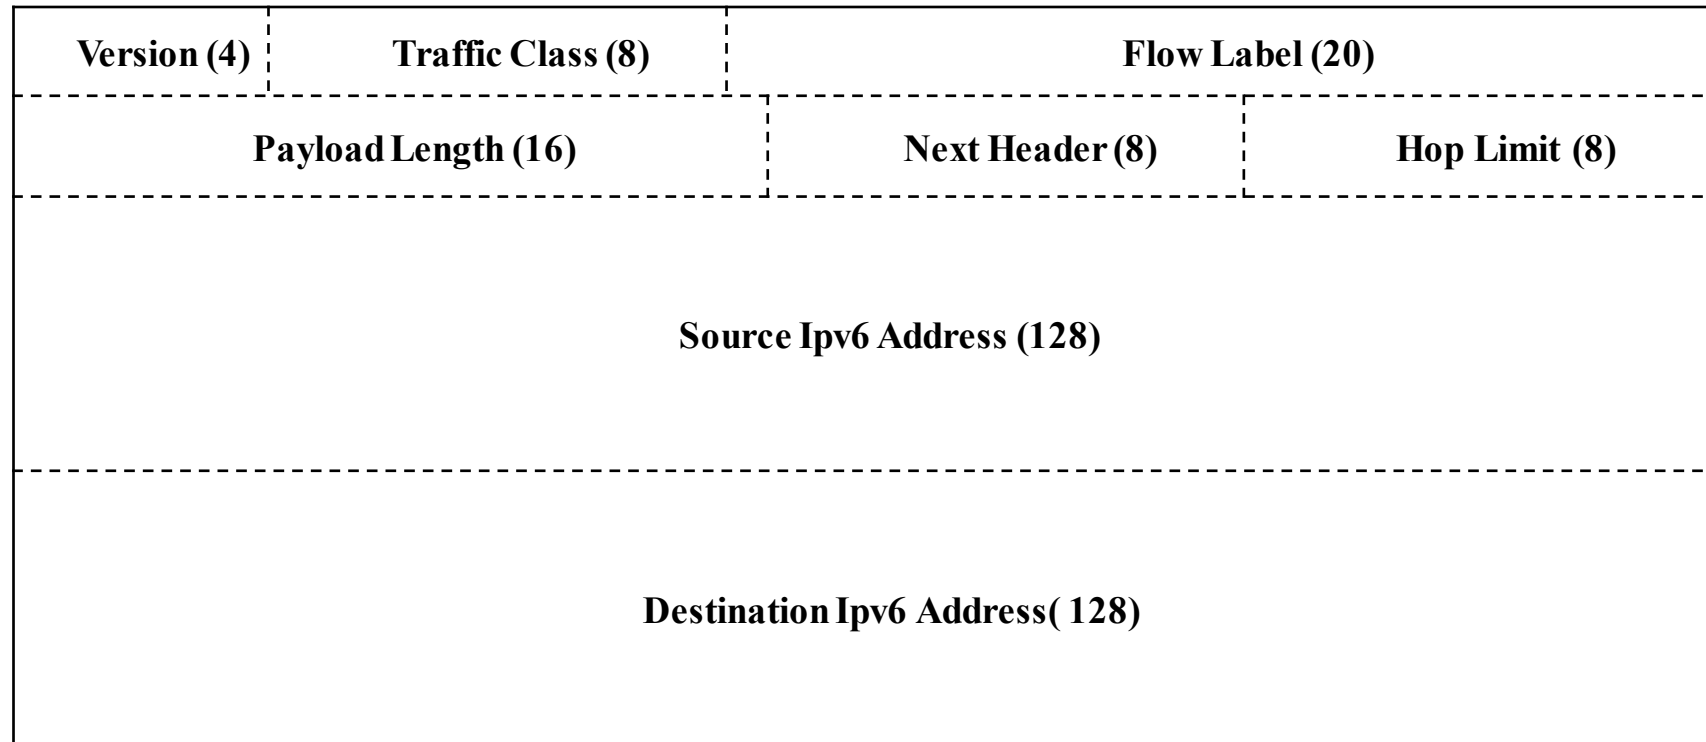 Version (4)
Traffic Class (8)
Flow Label (20)
Payload Length (16)
Next Header (8)
Hop Limit (8)
Source Ipv6 Address (128)
Destination Ipv6 Address( 128)